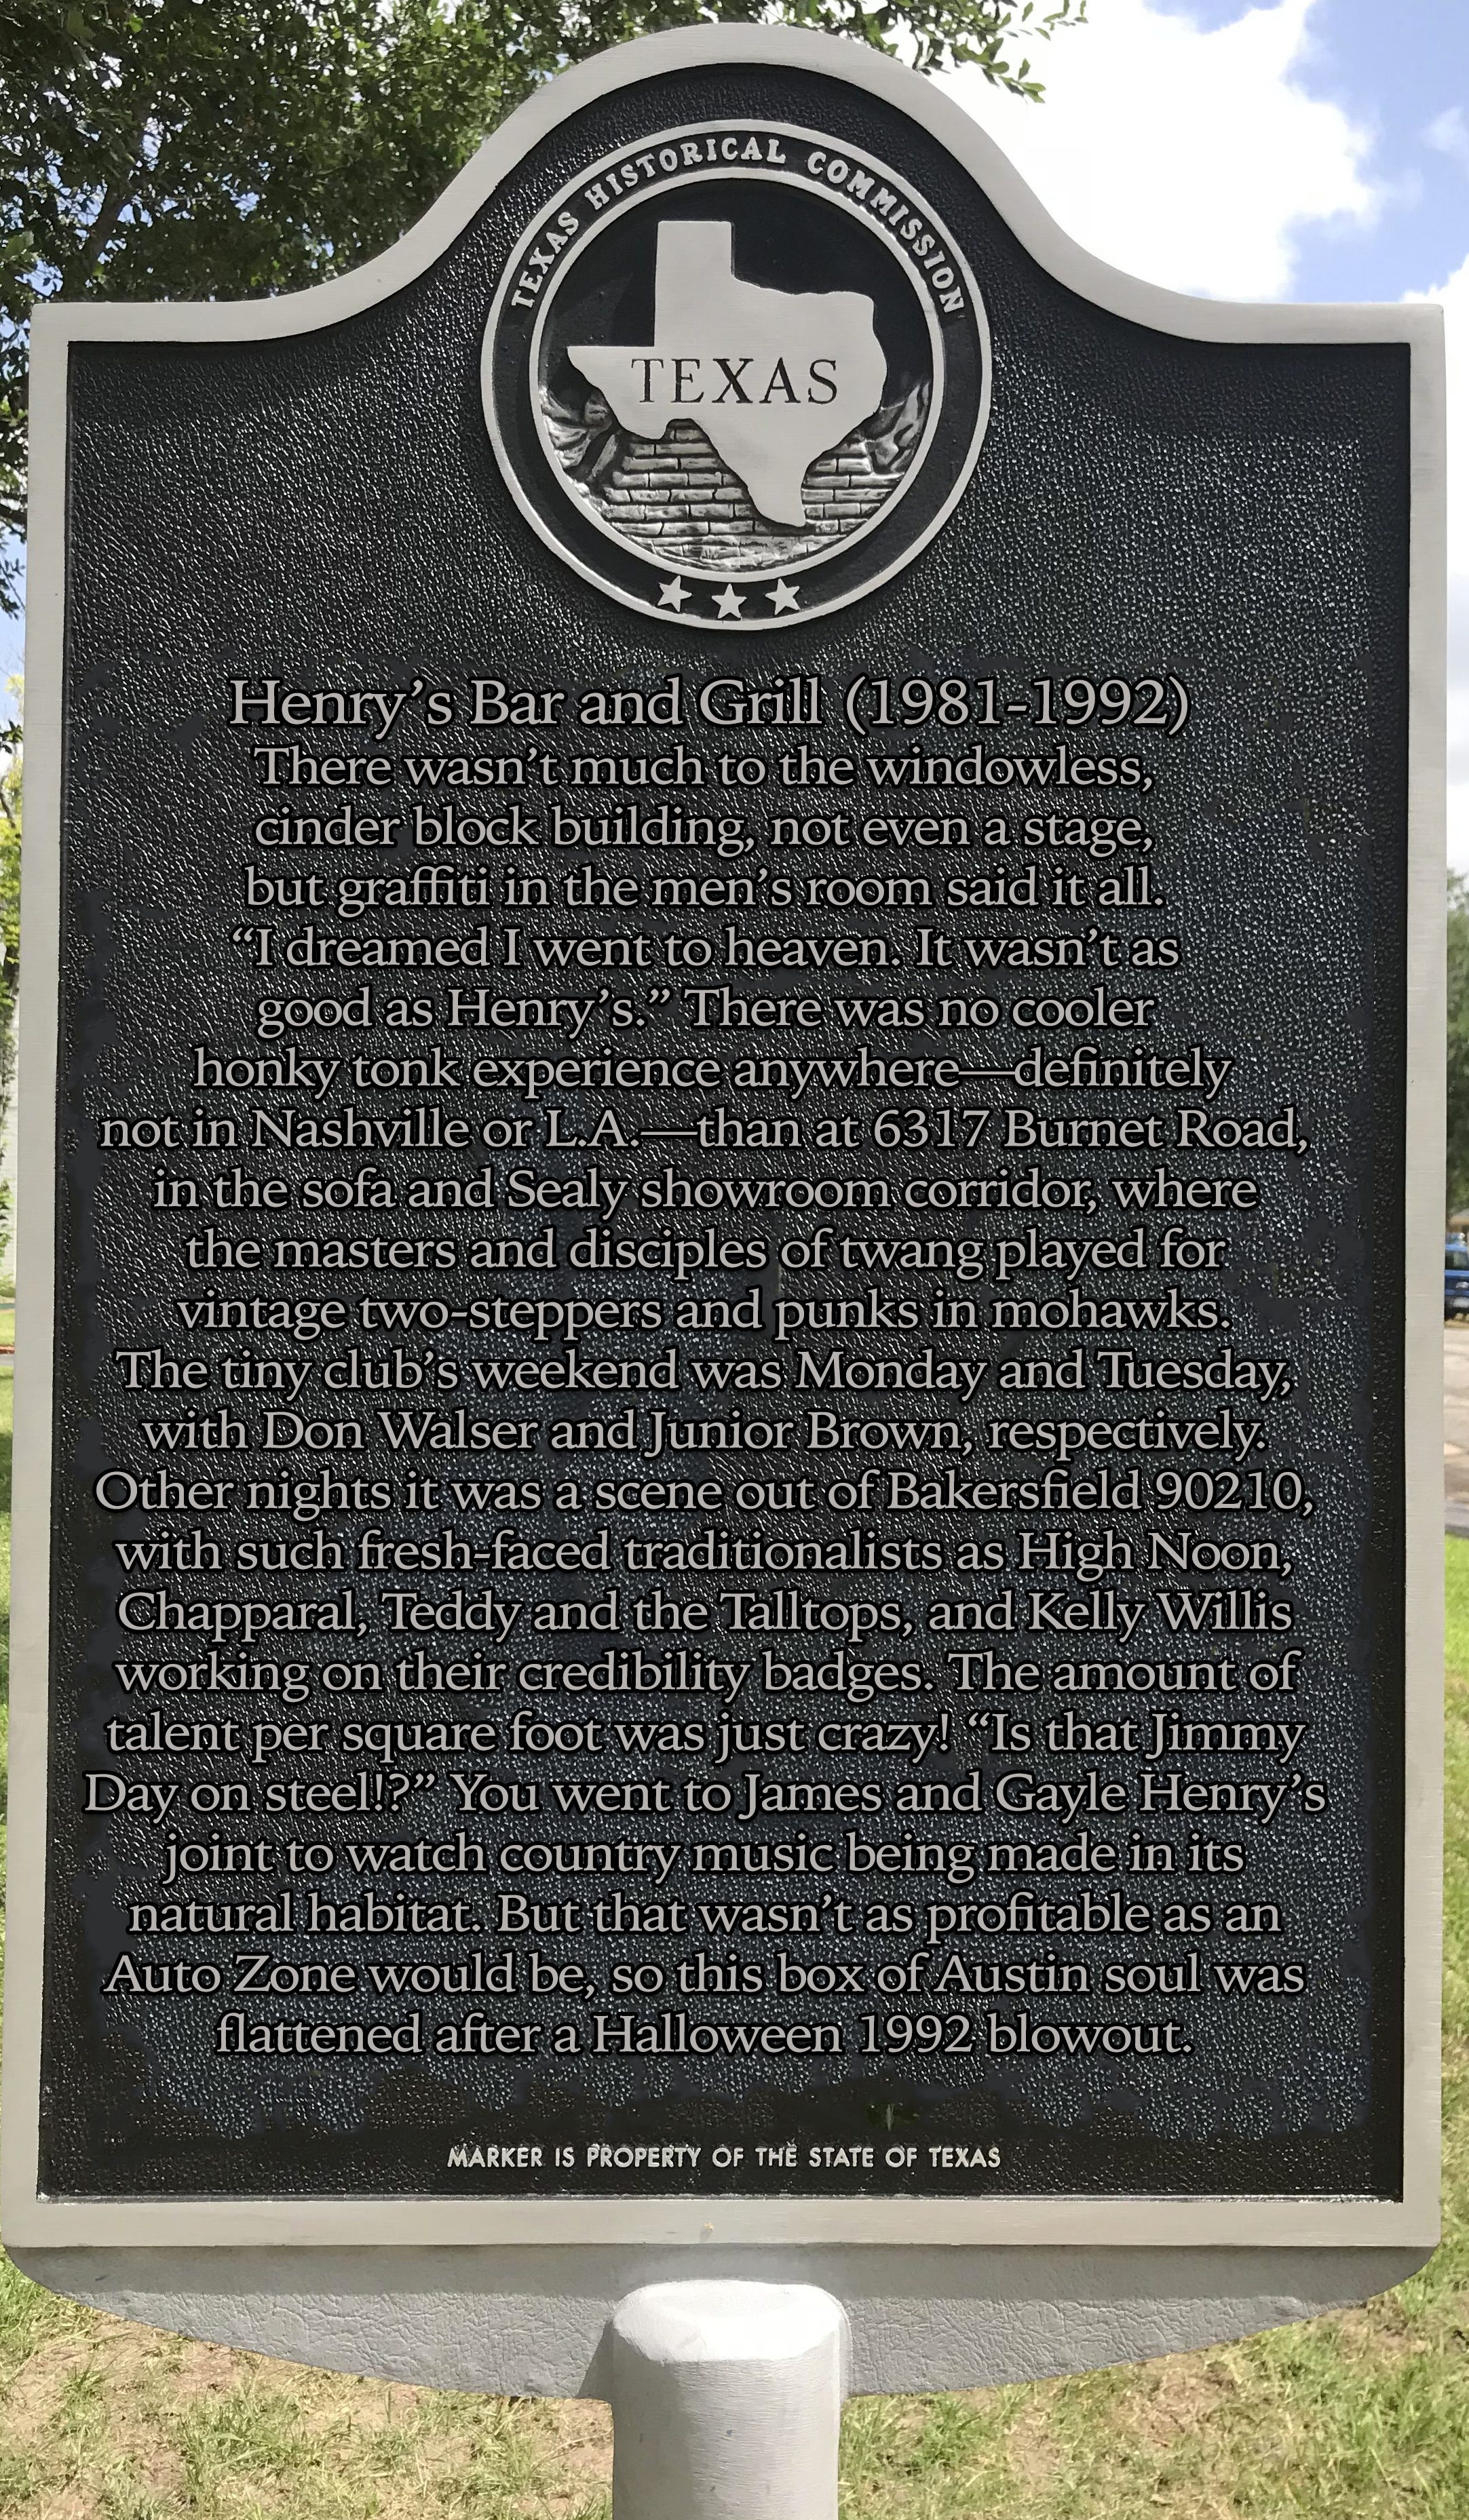 TEXAS HISTORICAL COMMISSION
TEXAS
Henry’s Bar and Grill (1981-1992)
There wasn’t much to the windowless,
cinder block building, not even a stage,
but graffiti in the men’s room said it all.
“I dreamed I went to heaven. It wasn’t as
good as Henry’s.” There was no cooler
honky tonk experience anywhere—definitely
not in Nashville or L.A.—than at 6317 Burnet Road,
in the sofa and Sealy showroom corridor, where
the masters and disciples of twang played for
vintage two-steppers and punks in mohawks.
The tiny club’s weekend was Monday and Tuesday,
with Don Walser and Junior Brown, respectively.
Other nights it was a scene out of Bakersfield 90210,
with such fresh-faced traditionalists as High Noon,
Chapparal, Teddy and the Talltops, and Kelly Willis
working on their credibility badges. The amount of
talent per square foot was just crazy! “Is that Jimmy
Day on steel!?” You went to James and Gayle Henry’s
joint to watch country music being made in its
natural habitat. But that wasn’t as profitable as an
Auto Zone would be, so this box of Austin soul was
flattened after a Halloween 1992 blowout.
MARKER IS PROPERTY OF THE STATE OF TEXAS